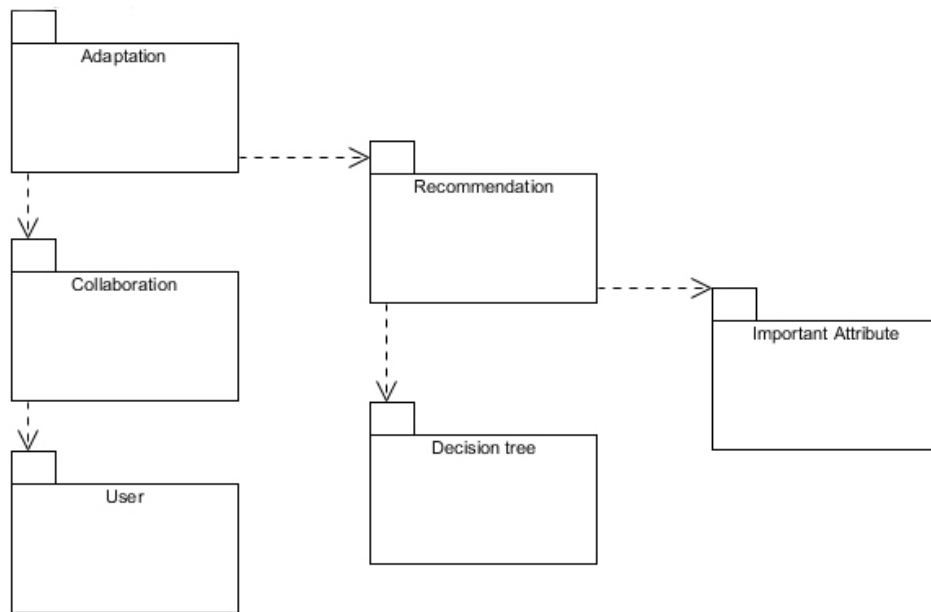 Adaptation
Recommendation
Collaboration
Important Attribute
Decision tree
User